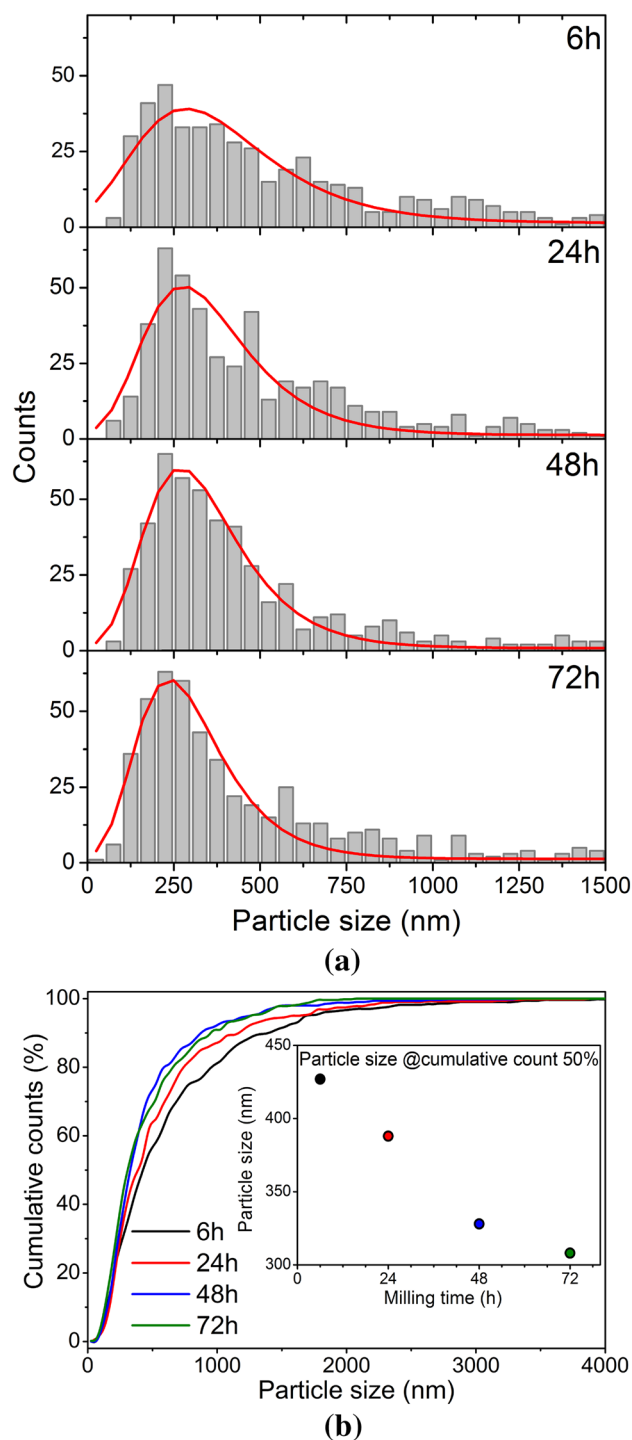 6h
50
25
0
24h
50
25
0
Counts
48h
50
25
0
72h
50
25
0
0 250 500 750 1000 1250 1500
Particle size (nm)
(a)
100
80
60
40
20
0
Cumulative counts (%)
Particle size @cumulative count 50%
450
400
350
300
Particle size (nm)
0 24 48 72
Milling time (h)
6h
24h
48h
72h
0 1000 2000 3000 4000
Particle size (nm)
(b)